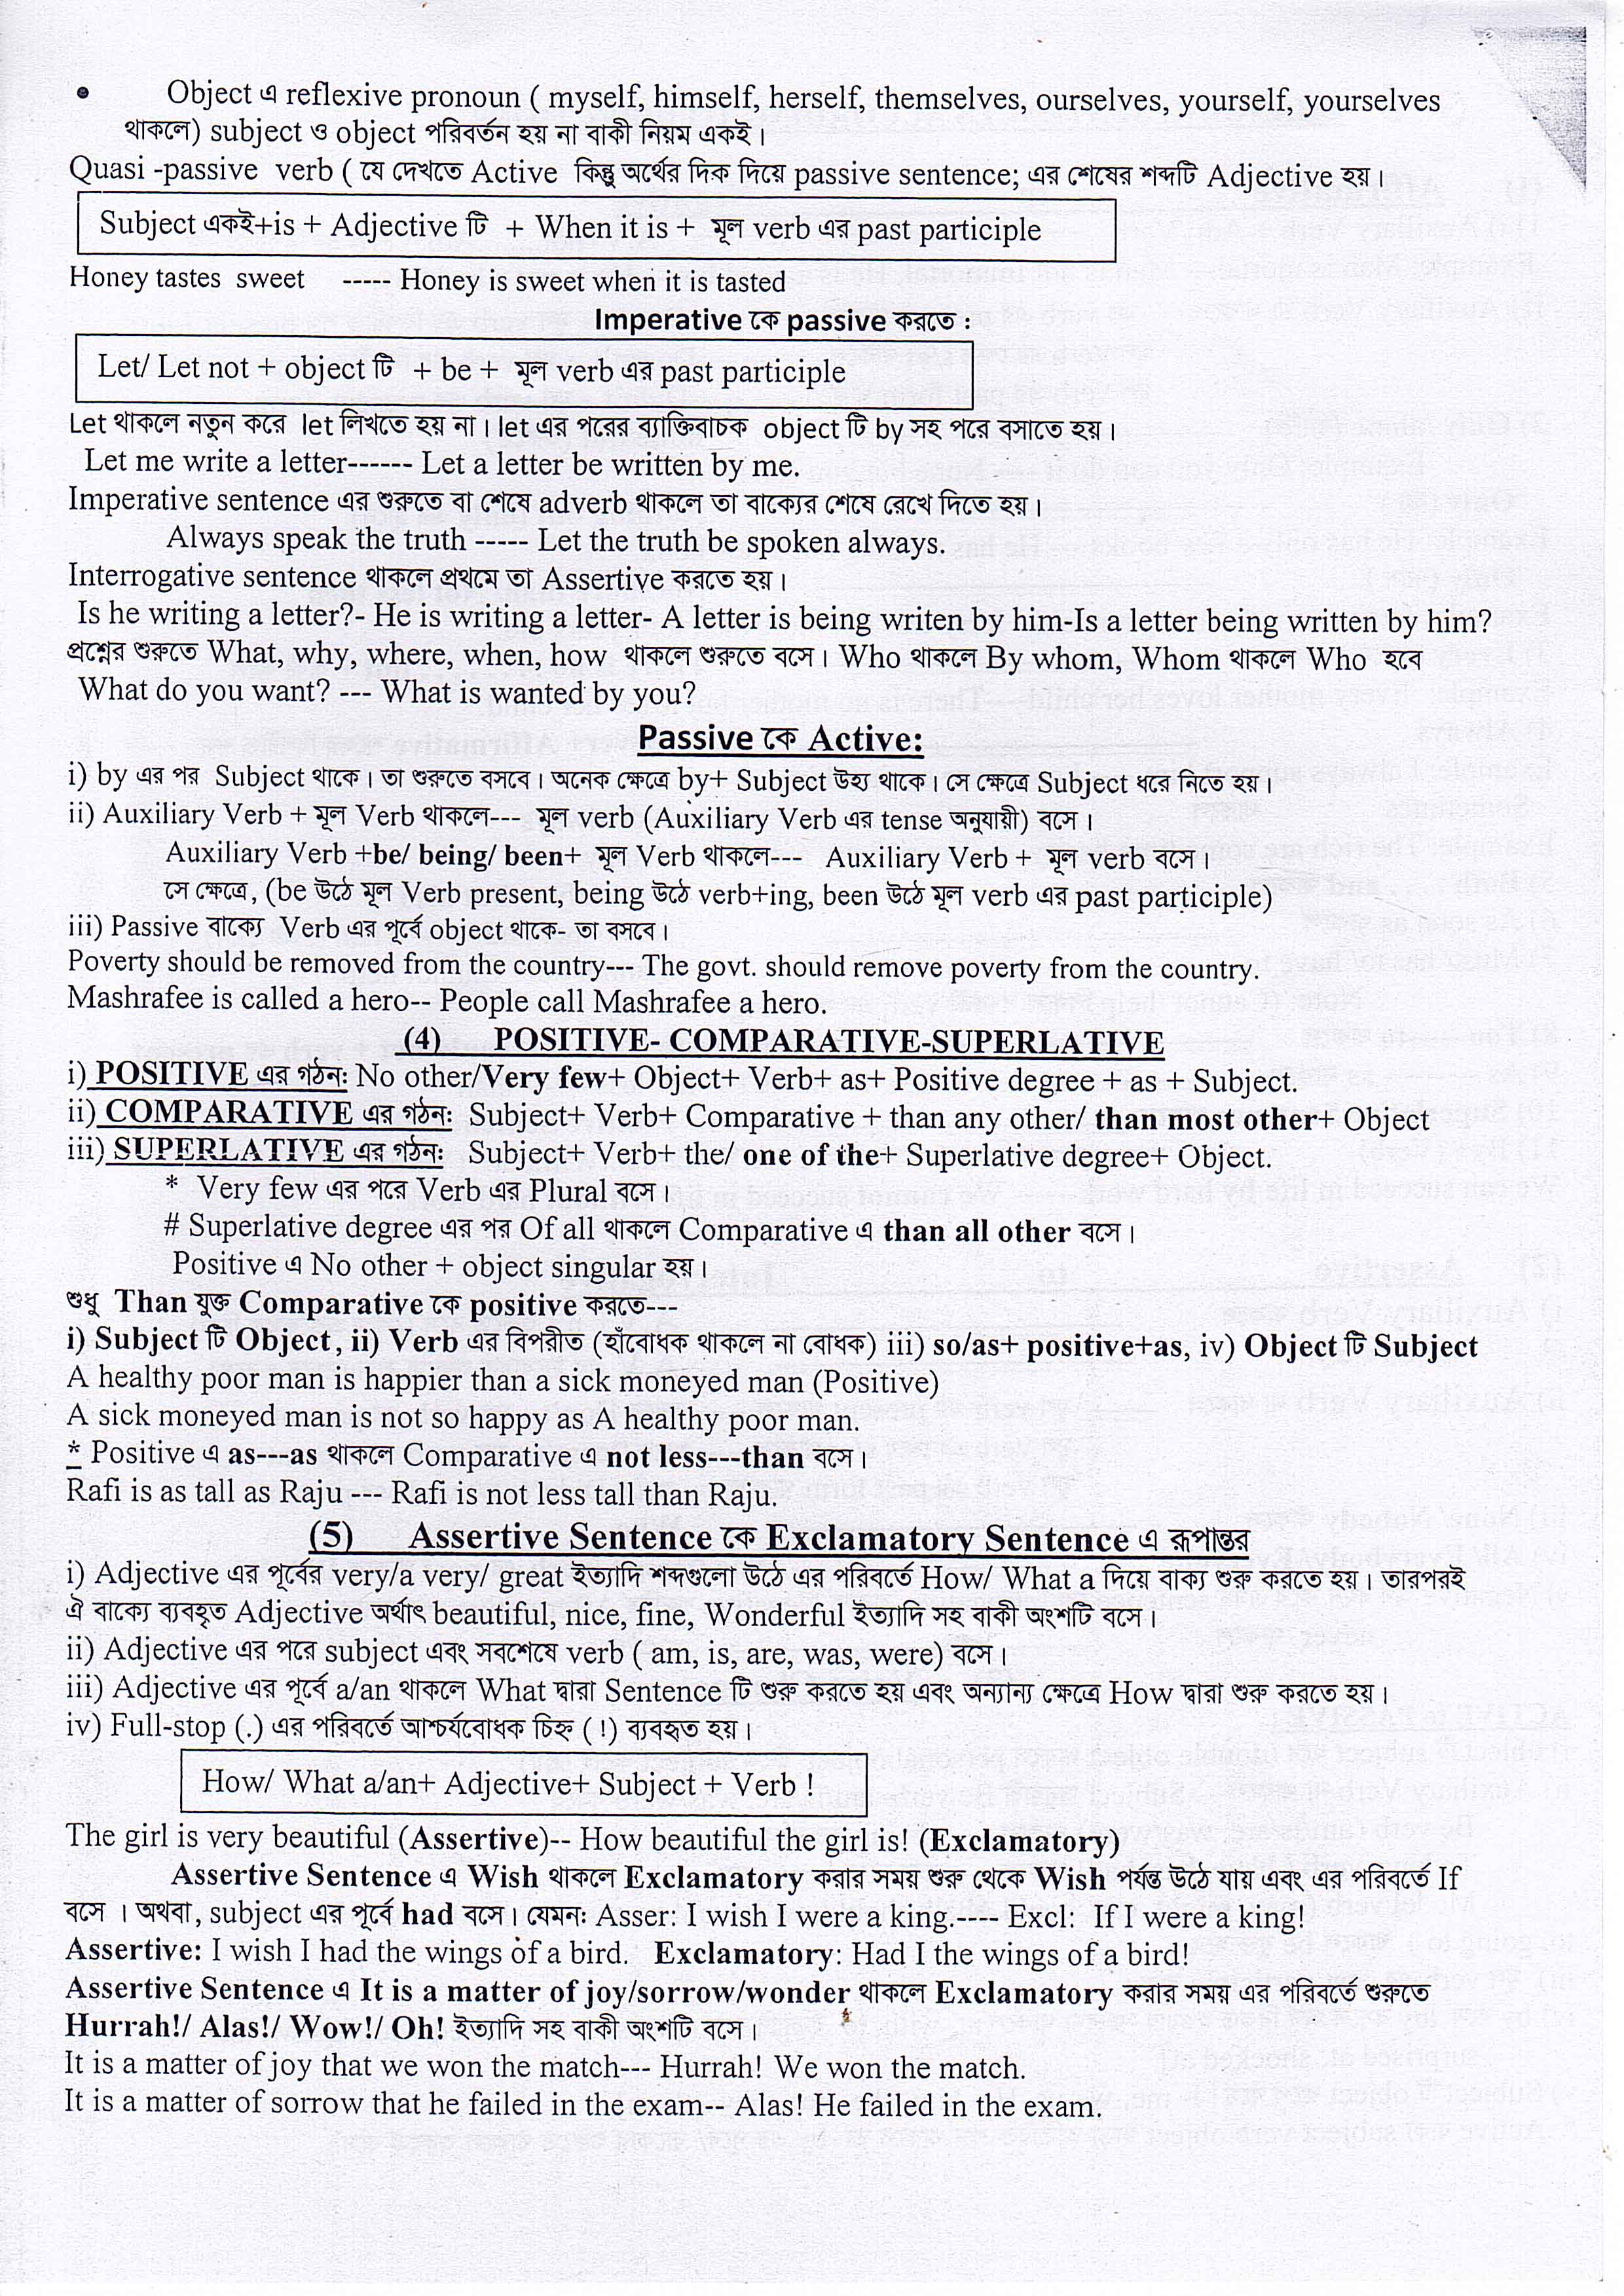 • Object এ reflexive pronoun ( myself, himself, herself, themselves, ourselves, yourself, yourselves
থাকলে) subject ও object পরিবর্তন হয় না বাকী নিয়ম একই।
Quasi -passive verb ( যে দেখতে Active কিন্তু অর্থের দিক দিয়ে passive sentence; এর শেষের শব্দটি Adjective হয়।
Subject একই+is + Adjective টি + When it is + মূল verb এর past participle
Honey tastes sweet ----- Honey is sweet when it is tasted
Imperative কে passive করতে :
Let/ Let not + object টি + be + মূল verb এর past participle
Let থাকলে নতুন করে let লিখতে হয় না। let এর পরের ব্যাক্তিবাচক object টি by সহ পরে বসাতে হয়।
Let me write a letter------ Let a letter be written by me.
Imperative sentence এর শুরুতে বা শেষে adverb থাকলে তা বাক্যের শেষে রেখে দিতে হয়।
Always speak the truth ----- Let the truth be spoken always.
Interrogative sentence থাকলে প্রথমে তা Assertive করতে হয়।
Is he writing a letter?- He is writing a letter- A letter is being writen by him-Is a letter being written by him?
প্রশ্নের শুরুতে What, why, where, when, how থাকলে শুরুতে বসে। Who থাকলে By whom, Whom থাকলে Who হবে
What do you want? --- What is wanted by you?
Passive কে Active:
i) by এর পর Subject থাকে। তা শুরুতে বসবে। অনেক ক্ষেত্রে by+ Subject উহ্য থাকে। সে ক্ষেত্রে Subject ধরে নিতে হয়।
ii) Auxiliary Verb + মূল Verb থাকলে--- মূল verb (Auxiliary Verb এর tense অনুযায়ী) বসে।
Auxiliary Verb +be/ being/ been+ মূল Verb থাকলে--- Auxiliary Verb + মূল verb বসে।
সে ক্ষেত্রে, (be উঠে মূল Verb present, being উঠে verb+ing, been উঠে মূল verb এর past participle)
iii) Passive বাক্যে Verb এর পূর্বে object থাকে- তা বসবে।
Poverty should be removed from the country--- The govt. should remove poverty from the country.
Mashrafee is called a hero-- People call Mashrafee a hero.
(4) POSITIVE- COMPARATIVE-SUPERLATIVE
i) POSITIVE এর গঠন: No other/Very few+ Object+ Verb+ as+ Positive degree + as + Subject.
ii) COMPARATIVE এর গঠন: Subject+ Verb+ Comparative + than any other/ than most other+ Object
iii) SUPERLATIVE এর গঠন: Subject+ Verb+ the/ one of the+ Superlative degree+ Object.
* Very few এর পরে Verb এর Plural বসে।
# Superlative degree এর পর Of all থাকলে Comparative এ than all other বসে।
Positive এ No other + object singular হয়।
শুধু Than যুক্ত Comparative কে positive করতে---
i) Subject টি Object, ii) Verb এর বিপরীত (হাঁবোধক থাকলে না বোধক) iii) so/as+ positive+as, iv) Object টি Subject
A healthy poor man is happier than a sick moneyed man (Positive)
A sick moneyed man is not so happy as A healthy poor man.
* Positive এ as---as থাকলে Comparative এ not less---than বসে।
Rafi is as tall as Raju --- Rafi is not less tall than Raju.
(5) Assertive Sentence কে Exclamatory Sentence এ রূপান্তর
i) Adjective এর পূর্বের very/a very/ great ইত্যাদি শব্দগুলো উঠে এর পরিবর্তে How/ What a দিয়ে বাক্য শুরু করতে হয়। তারপরই
ঐ বাক্যে ব্যবহৃত Adjective অর্থাৎ beautiful, nice, fine, Wonderful ইত্যাদি সহ বাকী অংশটি বসে।
ii) Adjective এর পরে subject এবং সবশেষে verb ( am, is, are, was, were) বসে।
iii) Adjective এর পূর্বে a/an থাকলে What দ্বারা Sentence টি শুরু করতে হয় এবং অন্যান্য ক্ষেত্রে How দ্বারা শুরু করতে হয়।
iv) Full-stop (.) এর পরিবর্তে আশ্চর্যবোধক চিহ্ন (!) ব্যবহৃত হয়।
How/ What a/an+ Adjective+ Subject + Verb !
The girl is very beautiful (Assertive)-- How beautiful the girl is! (Exclamatory)
Assertive Sentence এ Wish থাকলে Exclamatory করার সময় শুরু থেকে Wish পর্যন্ত উঠে যায় এবং এর পরিবর্তে If
বসে । অথবা, subject এর পূর্বে had বসে। যেমন: Asser: I wish I were a king.---- Excl: If I were a king!
Assertive: I wish I had the wings of a bird. Exclamatory: Had I the wings of a bird!
Assertive Sentence এ It is a matter of joy/sorrow/wonder থাকলে Exclamatory করার সময় এর পরিবর্তে শুরুতে
Hurrah!/ Alas!/ Wow!/ Oh! ইত্যাদি সহ বাকী অংশটি বসে।
It is a matter of joy that we won the match--- Hurrah! We won the match.
It is a matter of sorrow that he failed in the exam-- Alas! He failed in the exam.